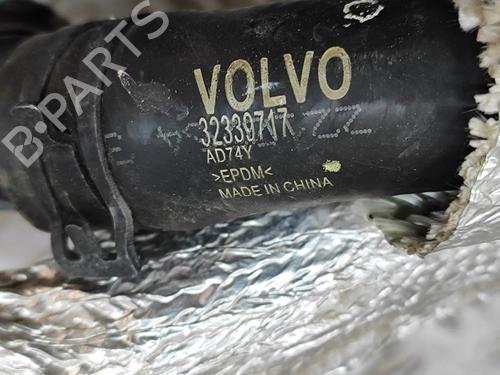 B-PARTS
VOLVO
32339717
AD74Y
>EPDM<
MADE IN CHINA